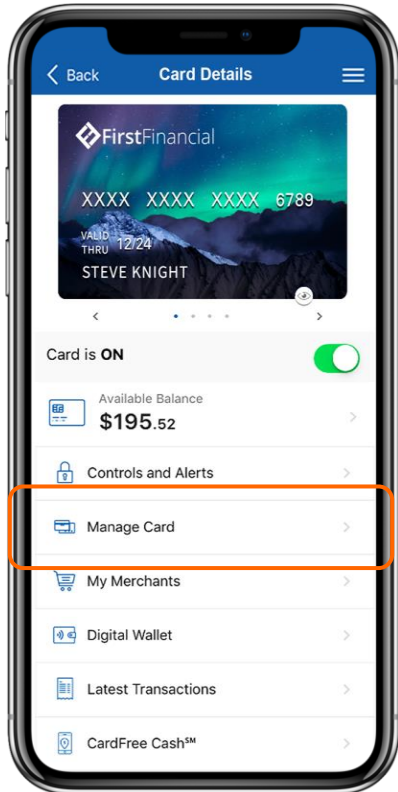 Back Card Details
FirstFinancial
XXXX XXXX XXXX 6789
VALID
THRU 12/24
STEVE KNIGHT
Card is ON
Available Balance
$195.52
Controls and Alerts
Manage Card
My Merchants
Digital Wallet
Latest Transactions
CardFree Cash℠